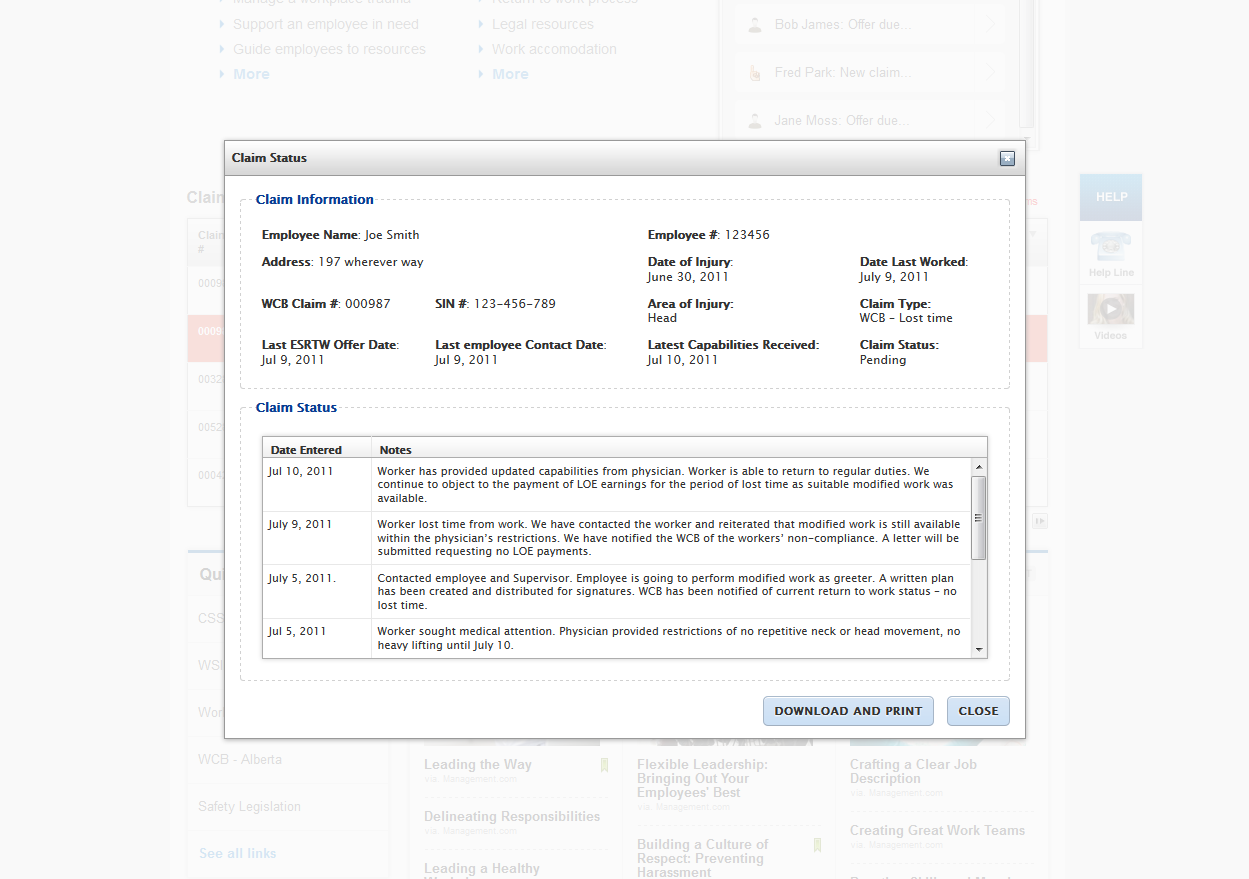 Manage a workplace trauma
Return to work process
Support an employee in need
Legal resources
Bob James: Offer due...
Guide employees to resources
Work accomodation
More
More
Fred Park: New claim...
Jane Moss: Offer due...
Claim Status
Claim Information
Employee Name: Joe Smith
Employee #: 123456
Address: 197 wherever way
Date of Injury:
June 30, 2011
Date Last Worked:
July 9, 2011
WCB Claim #: 000987
SIN #: 123-456-789
Area of Injury:
Head
Claim Type:
WCB - Lost time
Last ESRTW Offer Date:
Jul 9, 2011
Last employee Contact Date:
Jul 9, 2011
Latest Capabilities Received:
Jul 10, 2011
Claim Status:
Pending
Claim Status
Date Entered
Notes
Jul 10, 2011
Worker has provided updated capabilities from physician. Worker is able to return to regular duties. We
continue to object to the payment of LOE earnings for the period of lost time as suitable modified work was
available.
July 9, 2011
Worker lost time from work. We have contacted the worker and reiterated that modified work is still available
within the physician's restrictions. We have notified the WCB of the workers' non-compliance. A letter will be
submitted requesting no LOE payments.
July 5, 2011.
Contacted employee and Supervisor. Employee is going to perform modified work as greeter. A written plan
has been created and distributed for signatures. WCB has been notified of current return to work status - no
lost time.
Jul 5, 2011
Worker sought medical attention. Physician provided restrictions of no repetitive neck or head movement, no
heavy lifting until July 10.
DOWNLOAD AND PRINT
CLOSE
HELP
Help Line
Videos
WCB - Alberta
Safety Legislation
See all links
Leading the Way
via. Management.com
Delineating Responsibilities
via. Management.com
Leading a Healthy
Flexible Leadership:
Bringing Out Your
Employees' Best
via. Management.com
Building a Culture of
Respect: Preventing
Harassment
Crafting a Clear Job
Description
via. Management.com
Creating Great Work Teams
via. Management.com